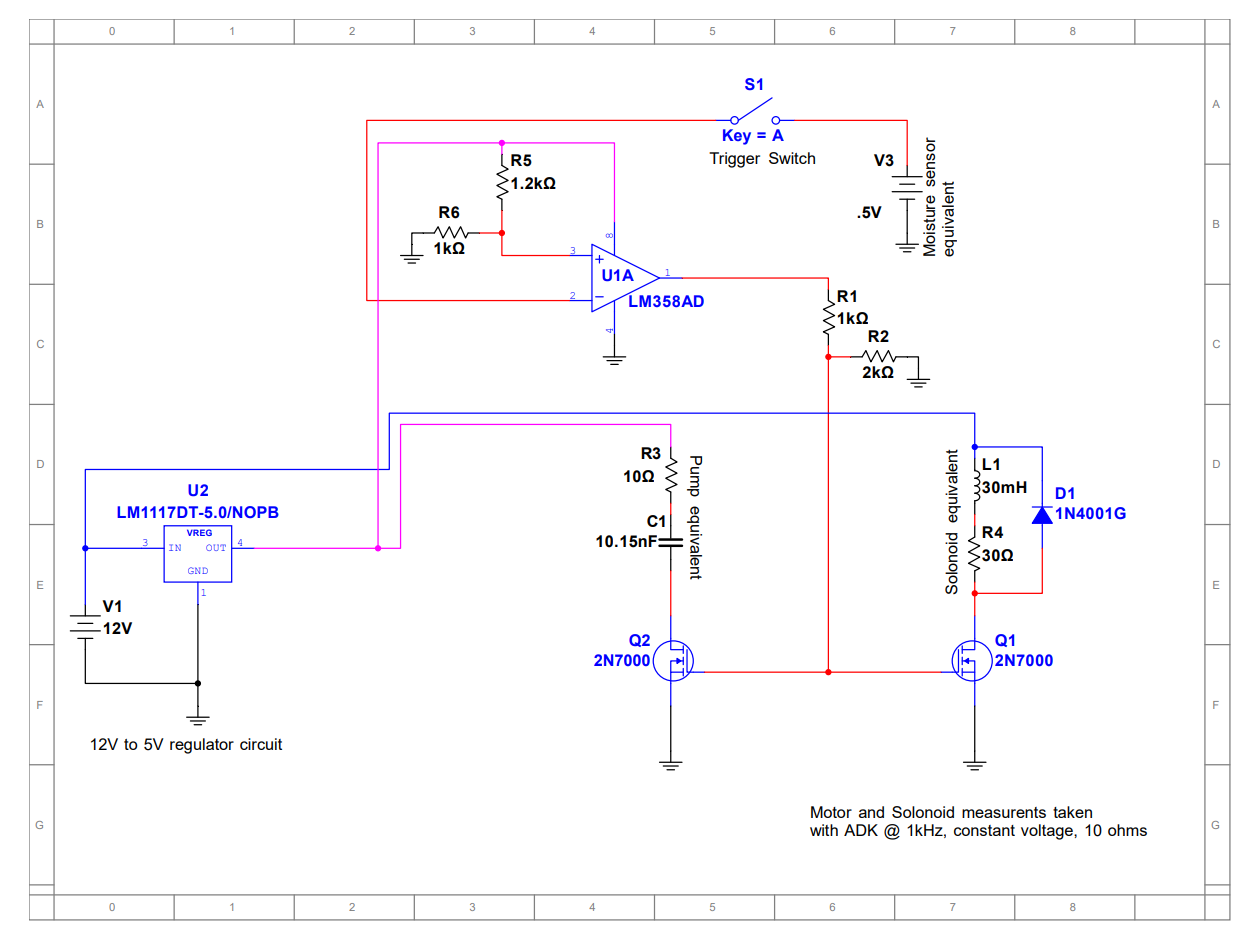 0 1 2 3 4 5 6 7 8
A
B
C
D
E
F
G
A
B
C
D
E
F
G
S1
Key = A
Trigger Switch
V3
.5V
Moisture sensor
equivalent
R5
1.2kΩ
R6
1kΩ
3
2
8
4
1
U1A
LM358AD
R1
1kΩ
R2
2kΩ
R3
10Ω
C1
10.15nF
Pump equivalent
Solonoid equivalent
L1
30mH
R4
30Ω
D1
1N4001G
U2
LM1117DT-5.0/NOPB
VREG
3 IN OUT 4
GND
1
V1
12V
Q2
2N7000
Q1
2N7000
12V to 5V regulator circuit
Motor and Solonoid measurents taken
with ADK @ 1kHz, constant voltage, 10 ohms
0 1 2 3 4 5 6 7 8